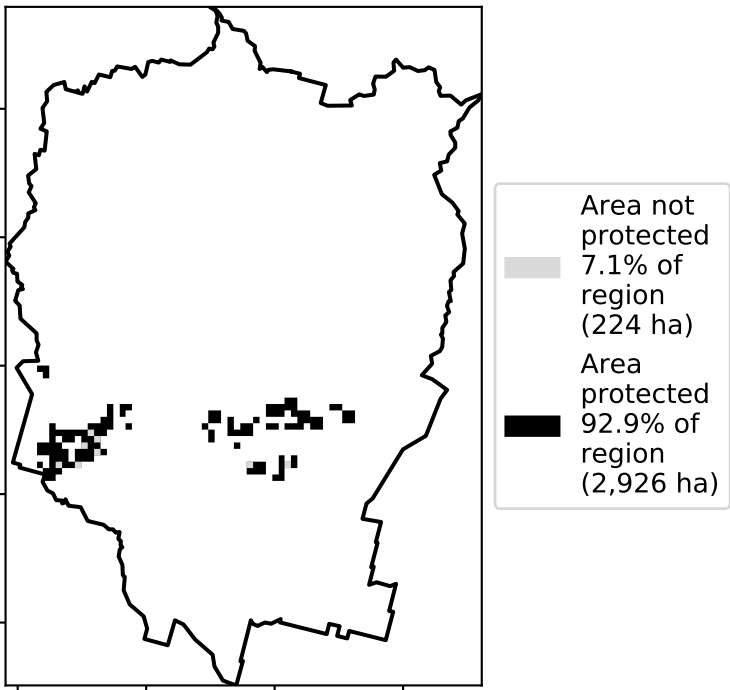 Area not
protected
7.1% of
region
(224 ha)
Area
protected
92.9% of
region
(2,926 ha)